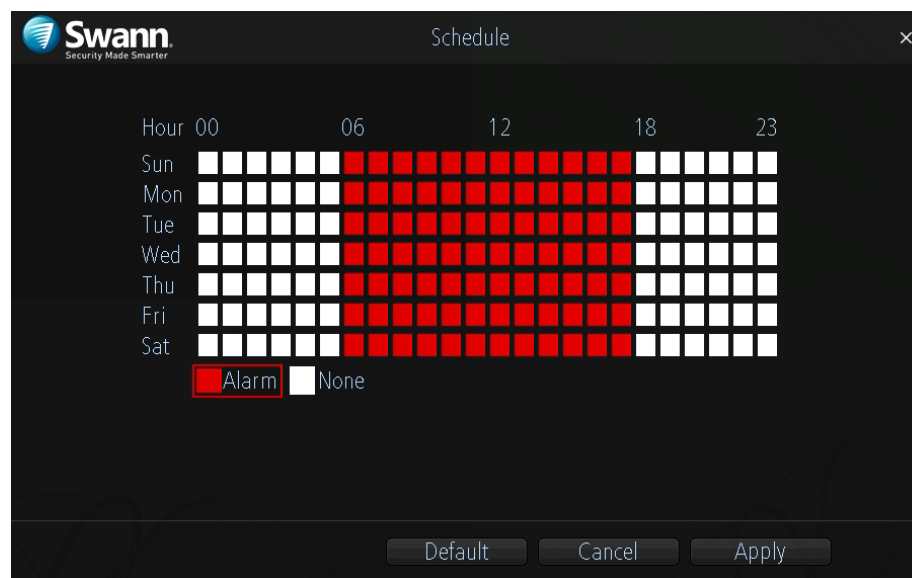 Swann.
Security Made Smarter
Schedule
×
Hour 00 06 12 18 23
Sun
Mon
Tue
Wed
Thu
Fri
Sat
Alarm None
Default Cancel Apply